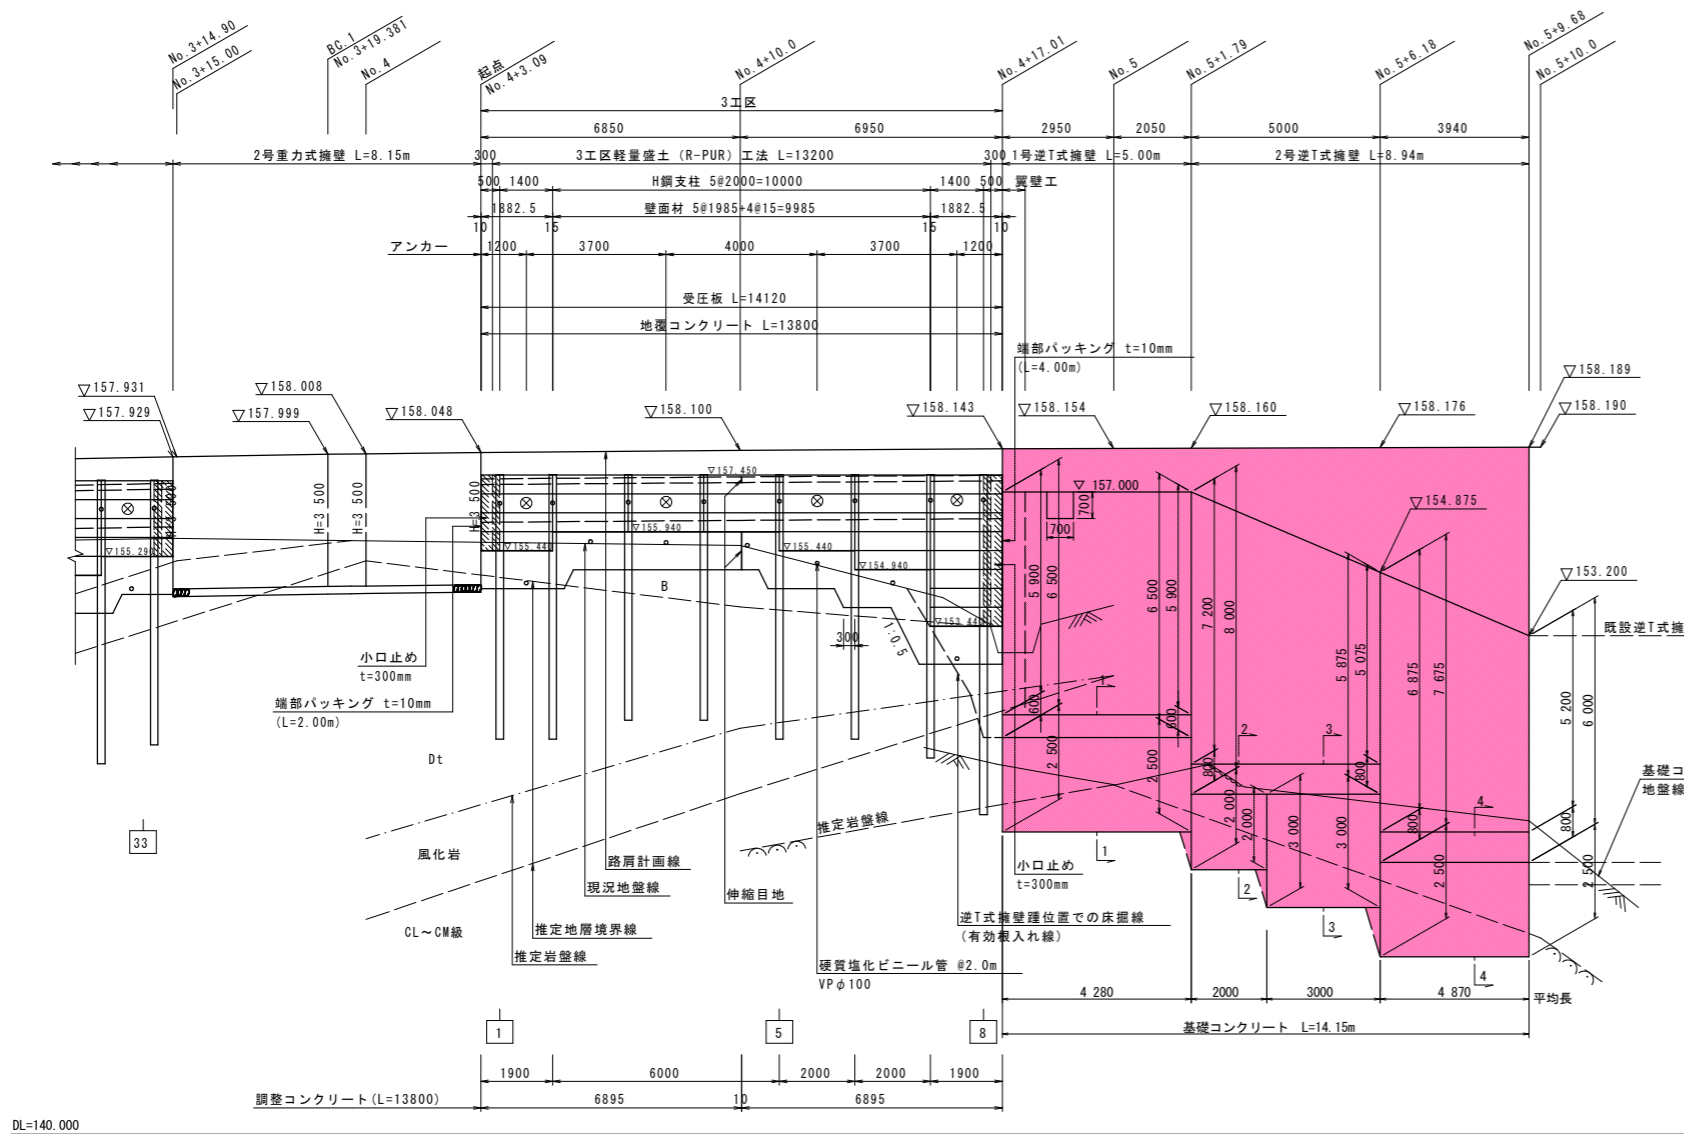 No.3+14.90
No.3+15.00
BC.1
No.3+19.381
No.4
起点
No.4+3.09
No.4+10.0
No.4+17.01
No.5
No.5+1.79
No.5+6.18
No.5+9.68
No.5+10.0
3工区
6850
6950
2950
2050
5000
3940
2号重力式擁壁 L=8.15m
300
3工区軽量盛土（R-PUR）工法 L=13200
300
1号逆T式擁壁 L=5.00m
2号逆T式擁壁 L=8.94m
500
1400
H鋼支柱 5@2000=10000
1400
500
翼壁工
1882.5
壁面材 5@1985+4@15=9985
1882.5
10
15
15
10
アンカー
1200
3700
4000
3700
1200
受圧板 L=14120
地覆コンクリート L=13800
端部パッキング t=10mm
(L=4.00m)
▽157.931
▽157.929
▽157.999
▽158.008
▽158.048
▽158.100
▽158.143
▽158.154
▽158.160
▽158.176
▽158.189
▽158.190
H=3 500
H=3 500
H=3 500
H=3 500
▽157.450
▽157.000
▽154.875
▽153.200
▽155.290
▽155.440
▽155.940
▽155.440
▽154.940
▽153.440
700
700
B
300
1:0.5
5 900
6 500
600
2 500
6 500
5 900
600
2 500
7 200
8 000
800
2 000
2 000
5 875
5 075
800
3 000
3 000
6 875
7 675
800
2 500
5 200
6 000
800
2 500
既設逆T式擁
基礎コ
地盤線
小口止め
t=300mm
端部パッキング t=10mm
(L=2.00m)
Dt
風化岩
CL～CM級
推定岩盤線
路肩計画線
現況地盤線
推定地層境界線
推定岩盤線
伸縮目地
小口止め
t=300mm
逆T式擁壁踵位置での床掘線
(有効根入れ線)
硬質塩化ビニール管 @2.0m
VPφ100
1
1
2
2
3
3
4
4
33
1
5
8
4 280
2000
3000
4 870
平均長
基礎コンクリート L=14.15m
1900
6000
2000
2000
1900
調整コンクリート(L=13800)
6895
10
6895
DL=140.000